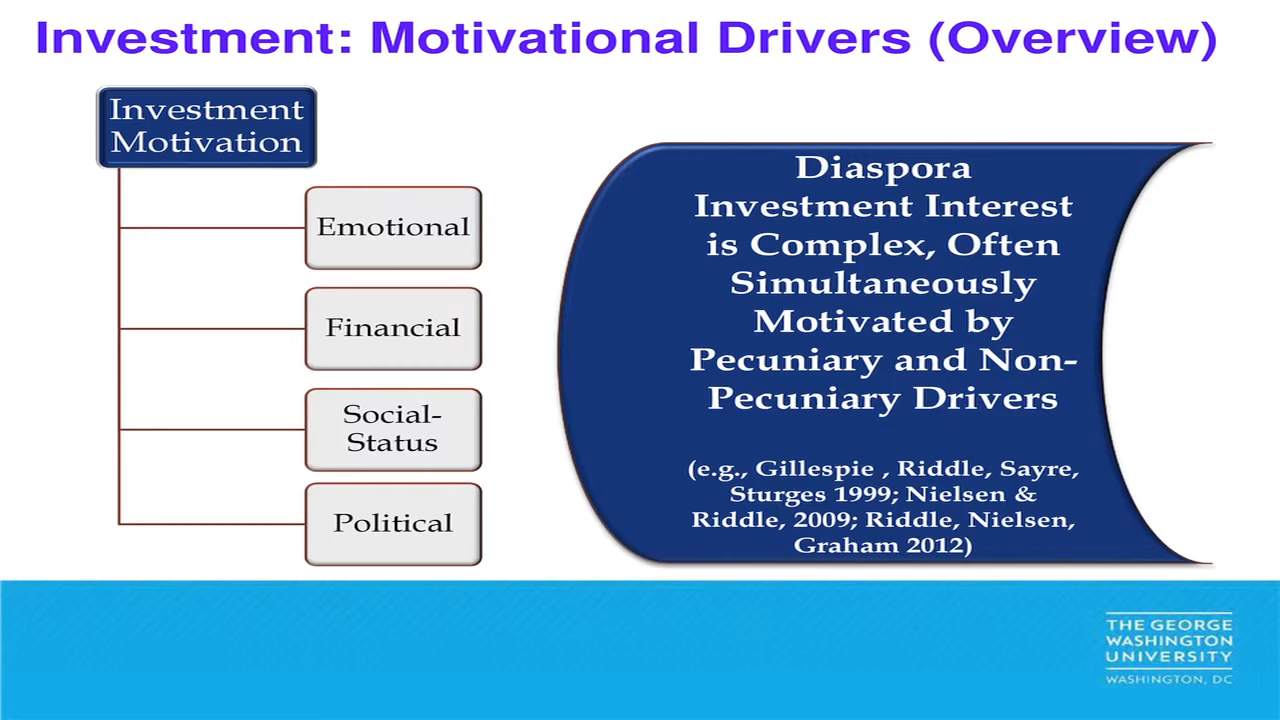 Investment: Motivational Drivers (Overview)
Investment
Motivation
Emotional
Financial
Social-
Status
Political
Diaspora
Investment Interest
is Complex, Often
Simultaneously
Motivated by
Pecuniary and Non-
Pecuniary Drivers
(e.g., Gillespie , Riddle, Sayre,
Sturges 1999; Nielsen &
Riddle, 2009; Riddle, Nielsen,
Graham 2012)
THE GEORGE
WASHINGTON
UNIVERSITY
WASHINGTON, DC